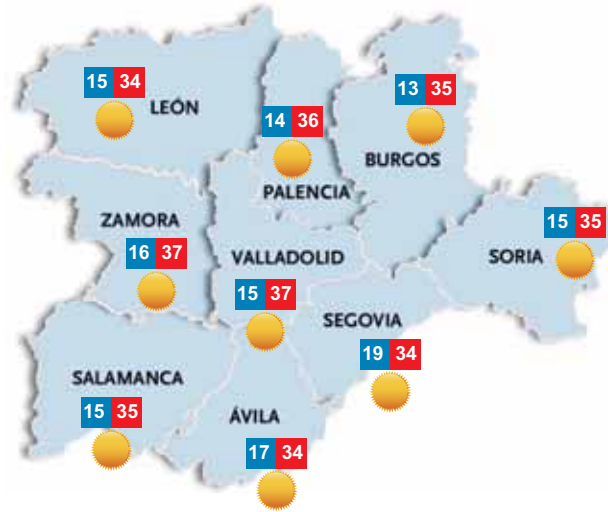 15 34
LEÓN
13 35
BURGOS
14 36
PALENCIA
ZAMORA
16 37
VALLADOLID
15 37
15 35
SORIA
SEGOVIA
19 34
SALAMANCA
15 35
ÁVILA
17 34